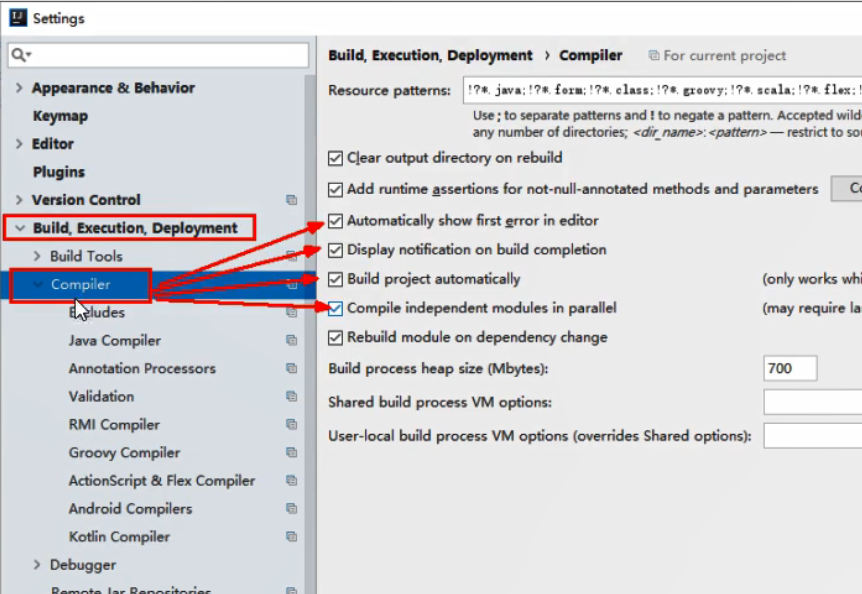 Settings
Build, Execution, Deployment › Compiler For current project
Appearance & Behavior
Keymap
Editor
Plugins
Version Control
Build, Execution, Deployment
Build Tools
Compiler
Java Compiler
Annotation Processors
Validation
RMI Compiler
Groovy Compiler
ActionScript & Flex Compiler
Android Compilers
Kotlin Compiler
Debugger
Remote Jar Repositories
Resource patterns: !?*.java;!?*.form;!?*.class;!?*.groovy;!?*.scala;!?*.flex;!
Use ; to separate patterns and ! to negate a pattern. Accepted wild
any number of directories; <dir_name>:<pattern> — restrict to so
Clear output directory on rebuild
Add runtime assertions for not-null-annotated methods and parameters Co
Automatically show first error in editor
Display notification on build completion
Build project automatically (only works whi
Compile independent modules in parallel (may require la
Rebuild module on dependency change
Build process heap size (Mbytes): 700
Shared build process VM options:
User-local build process VM options (overrides Shared options):